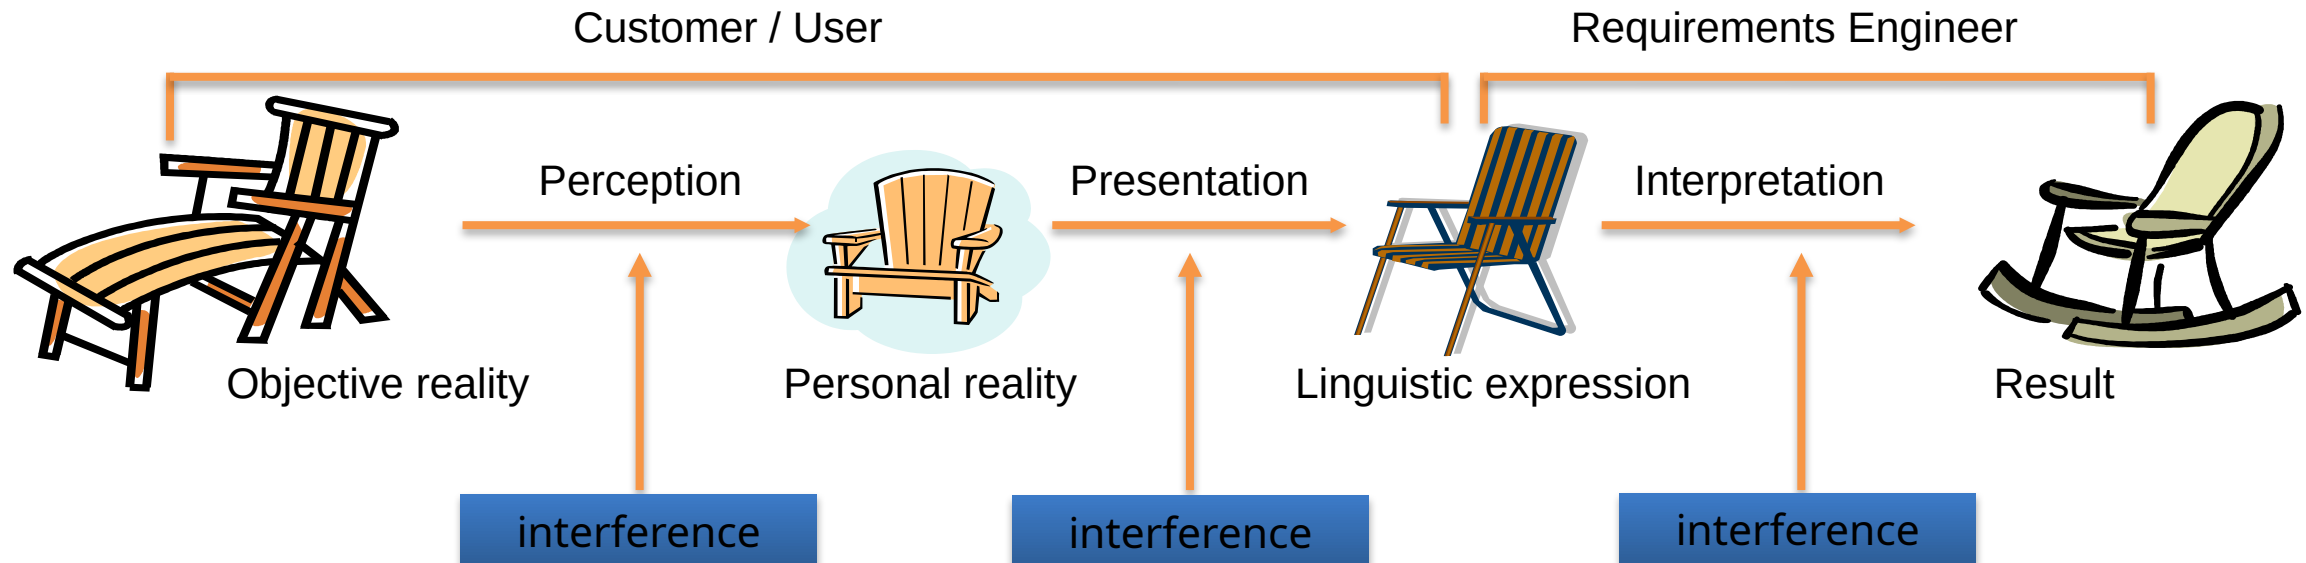 Customer / User
Requirements Engineer
Perception
Presentation
Interpretation
Objective reality
Personal reality
Linguistic expression
Result
interference
interference
interference